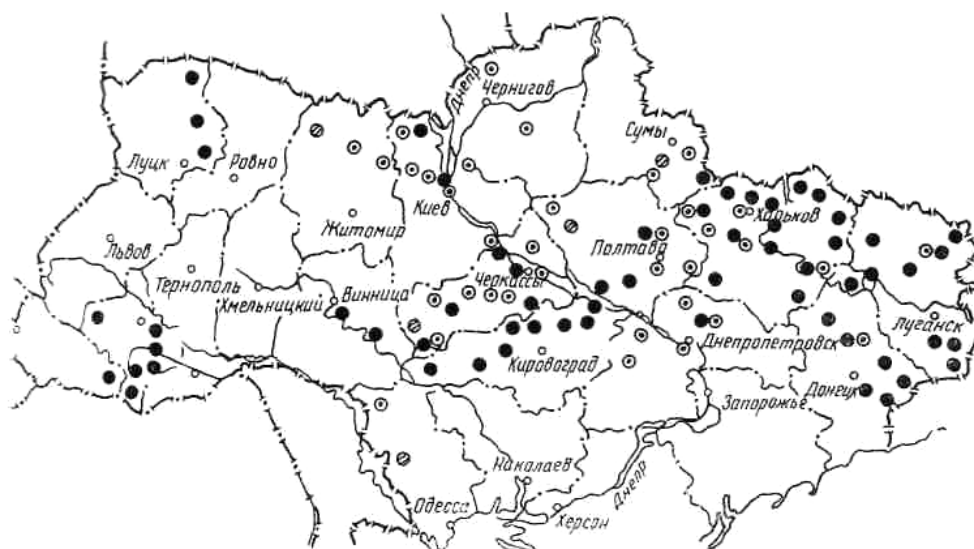 Днепр
Чернигов
Сумы
Луцк
Ровно
Киев
Харьков
Житомир
Полтава
Львов
Черкассы
Тернополь
Хмельницкий
Винница
Луганск
Днепропетровск
Кировоград
Запорожье
Донецк
Николаев
Днепр
Одесса
Херсон